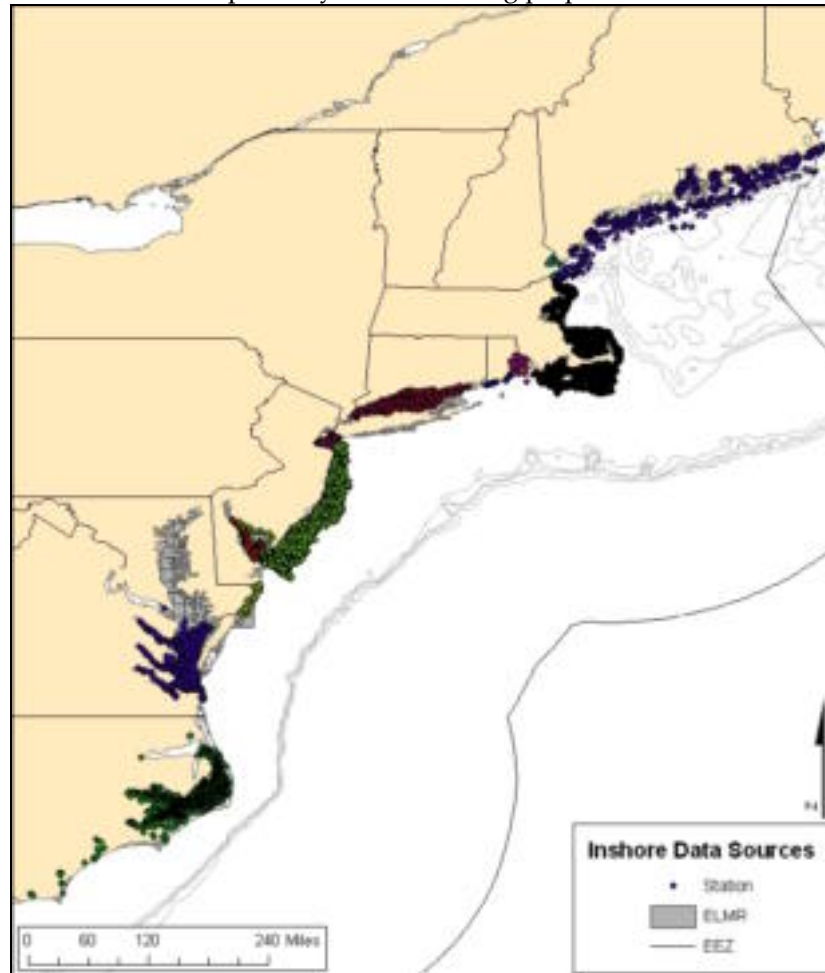 Inshore Data Sources
Station
ELMR
EEZ
0 60 120 240 Miles
N